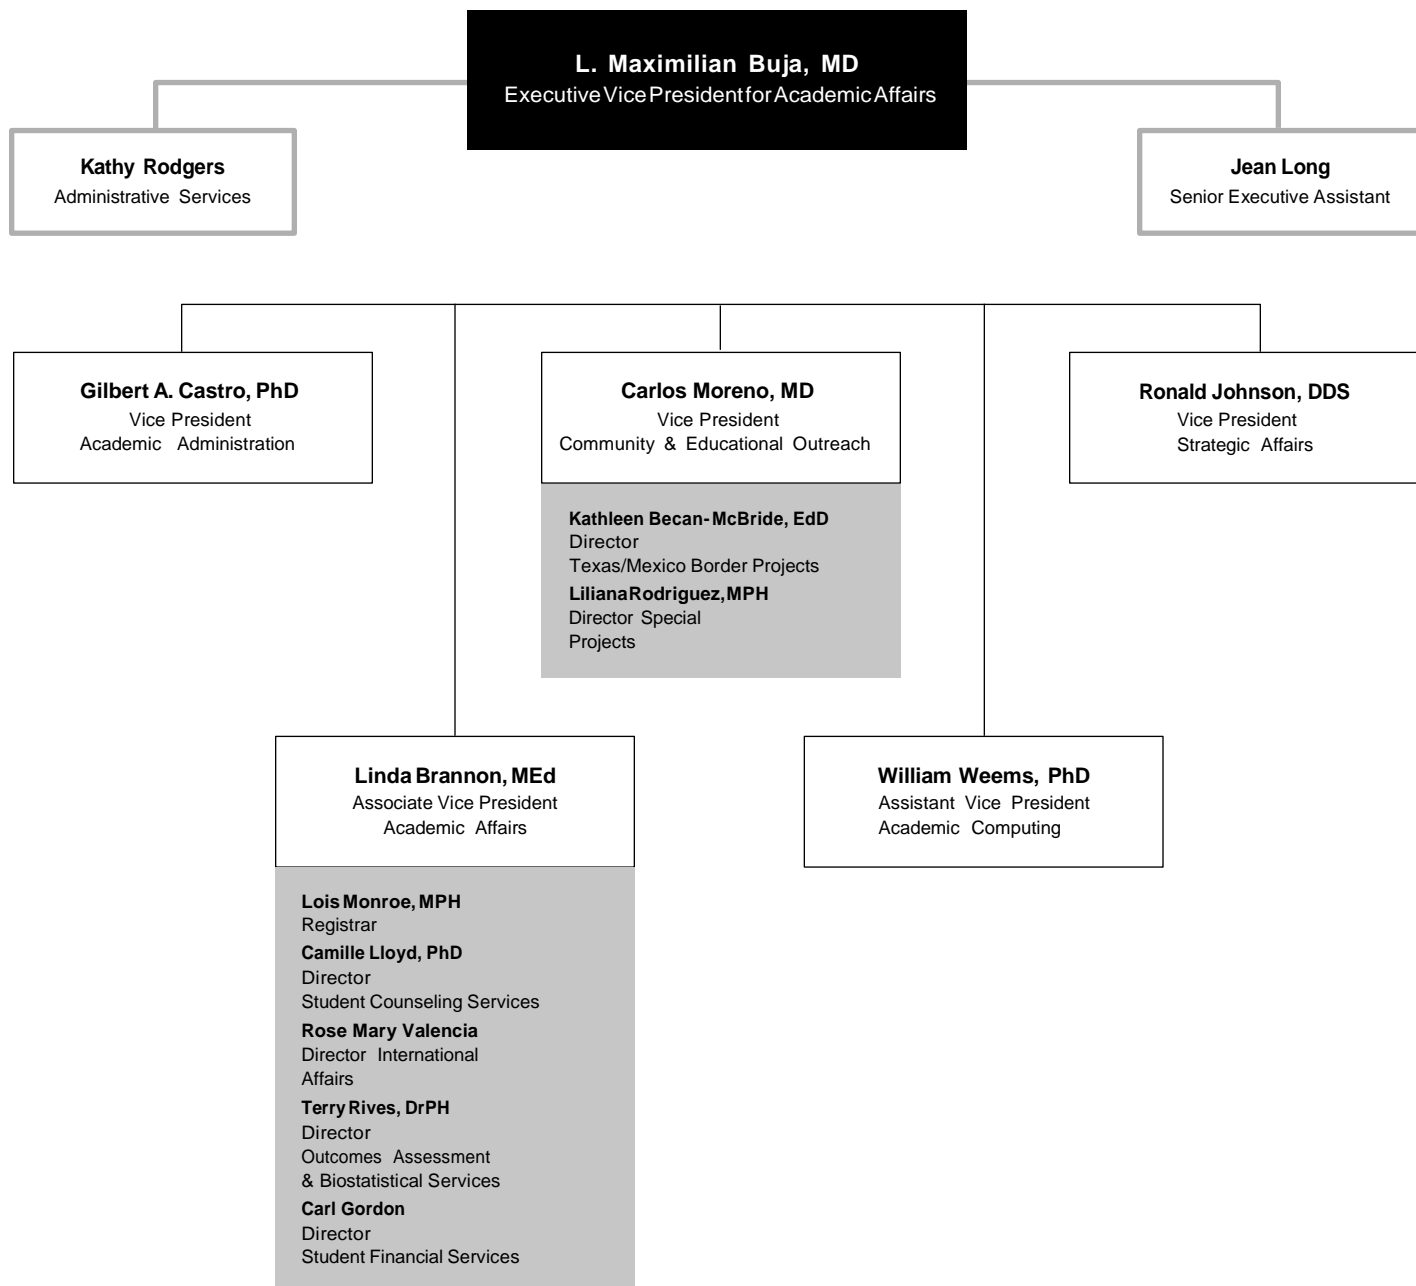 L. Maximilian Buja, MD
Executive Vice President for Academic Affairs
Kathy Rodgers
Administrative Services
Jean Long
Senior Executive Assistant
Gilbert A. Castro, PhD
Vice President
Academic Administration
Carlos Moreno, MD
Vice President
Community & Educational Outreach
Ronald Johnson, DDS
Vice President
Strategic Affairs
Kathleen Becan-McBride, EdD
Director
Texas/Mexico Border Projects
Liliana Rodriguez, MPH
Director Special
Projects
Linda Brannon, MEd
Associate Vice President
Academic Affairs
William Weems, PhD
Assistant Vice President
Academic Computing
Lois Monroe, MPH
Registrar
Camille Lloyd, PhD
Director
Student Counseling Services
Rose Mary Valencia
Director International
Affairs
Terry Rives, DrPH
Director
Outcomes Assessment
& Biostatistical Services
Carl Gordon
Director
Student Financial Services